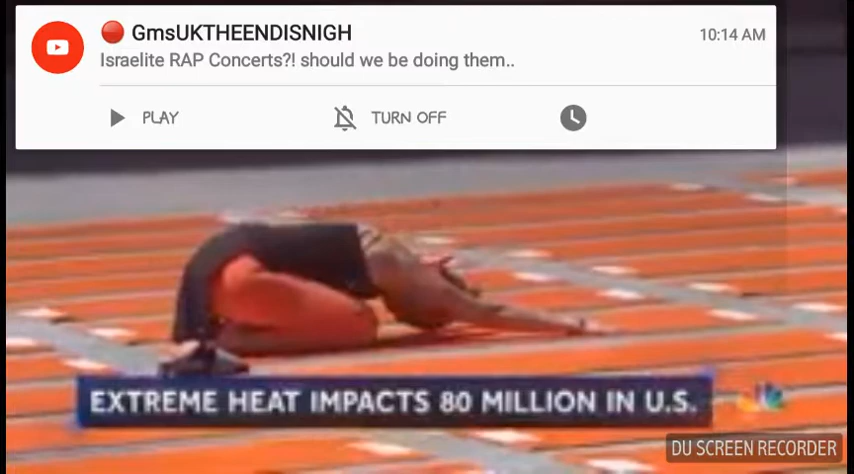 GmsUKTHEENDISNIGH
10:14 AM
Israelite RAP Concerts?! should we be doing them..
PLAY
TURN OFF
EXTREME HEAT IMPACTS 80 MILLION IN U.S.
DU SCREEN RECORDER